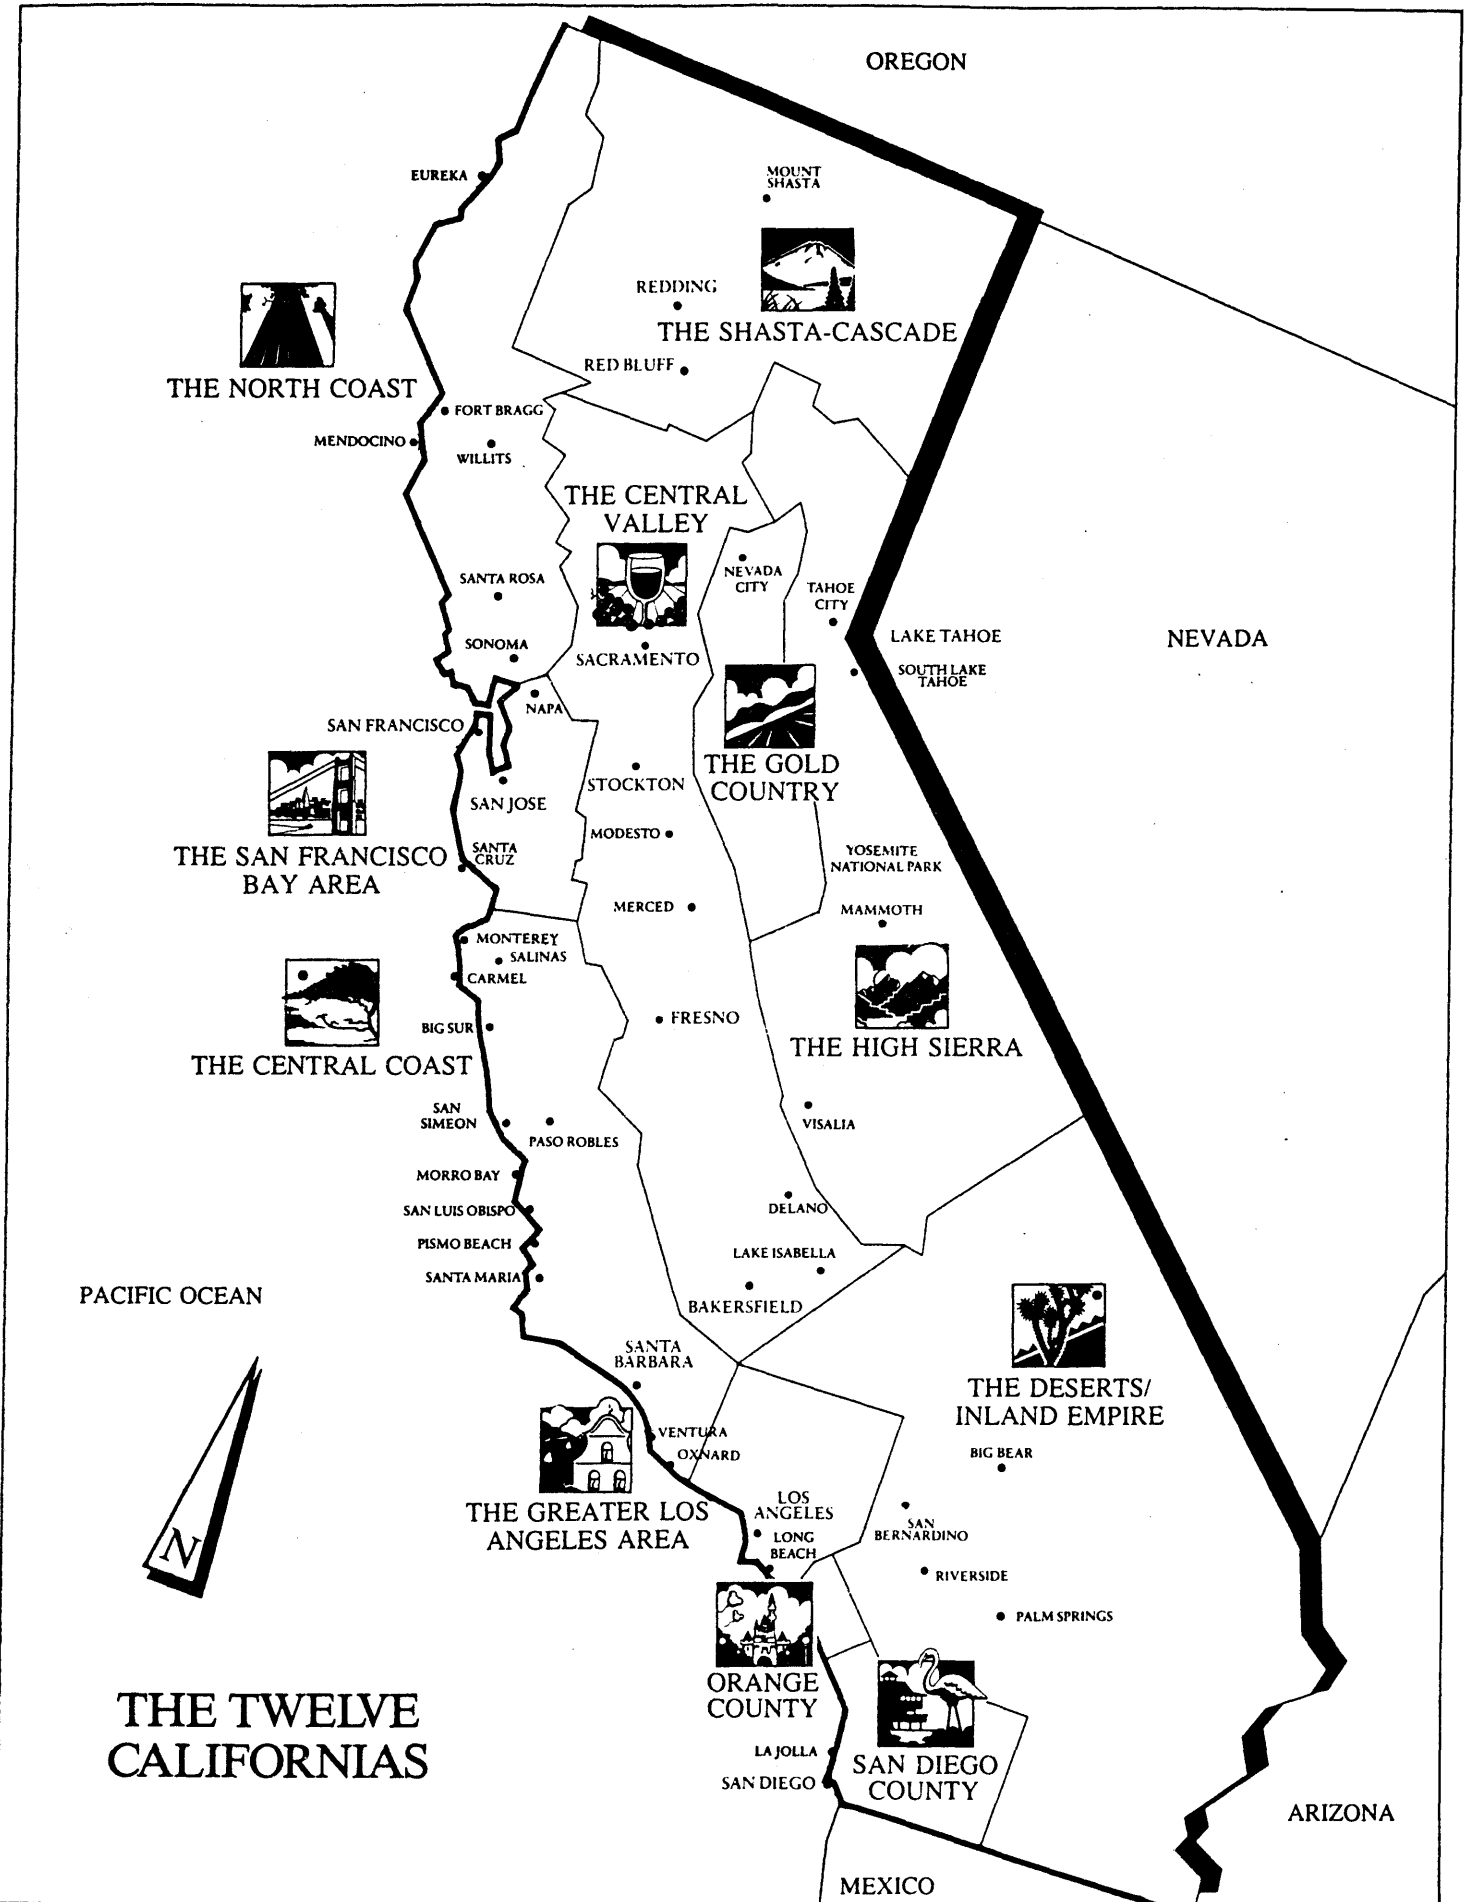 OREGON
MOUNT
SHASTA
EUREKA
REDDING
THE SHASTA-CASCADE
RED BLUFF
THE NORTH COAST
FORT BRAGG
MENDOCINO
WILLITS
THE CENTRAL
VALLEY
NEVADA
CITY
SANTA ROSA
TAHOE
CITY
LAKE TAHOE
NEVADA
SONOMA
SACRAMENTO
SOUTH LAKE
TAHOE
NAPA
SAN FRANCISCO
THE GOLD
COUNTRY
STOCKTON
SAN JOSE
MODESTO
SANTA
CRUZ
THE SAN FRANCISCO
BAY AREA
YOSEMITE
NATIONAL PARK
MERCED
MAMMOTH
MONTEREY
SALINAS
CARMEL
FRESNO
BIG SUR
THE HIGH SIERRA
THE CENTRAL COAST
SAN
SIMEON
PASO ROBLES
VISALIA
MORRO BAY
SAN LUIS OBISPO
DELANO
PISMO BEACH
LAKE ISABELLA
SANTA MARIA
BAKERSFIELD
PACIFIC OCEAN
SANTA
BARBARA
THE DESERTS/
INLAND EMPIRE
VENTURA
OXNARD
BIG BEAR
THE GREATER LOS
ANGELES AREA
LOS
ANGELES
LONG
BEACH
SAN
BERNARDINO
N
RIVERSIDE
PALM SPRINGS
ORANGE
COUNTY
THE TWELVE
CALIFORNIAS
LA JOLLA
SAN DIEGO
SAN DIEGO
COUNTY
ARIZONA
MEXICO